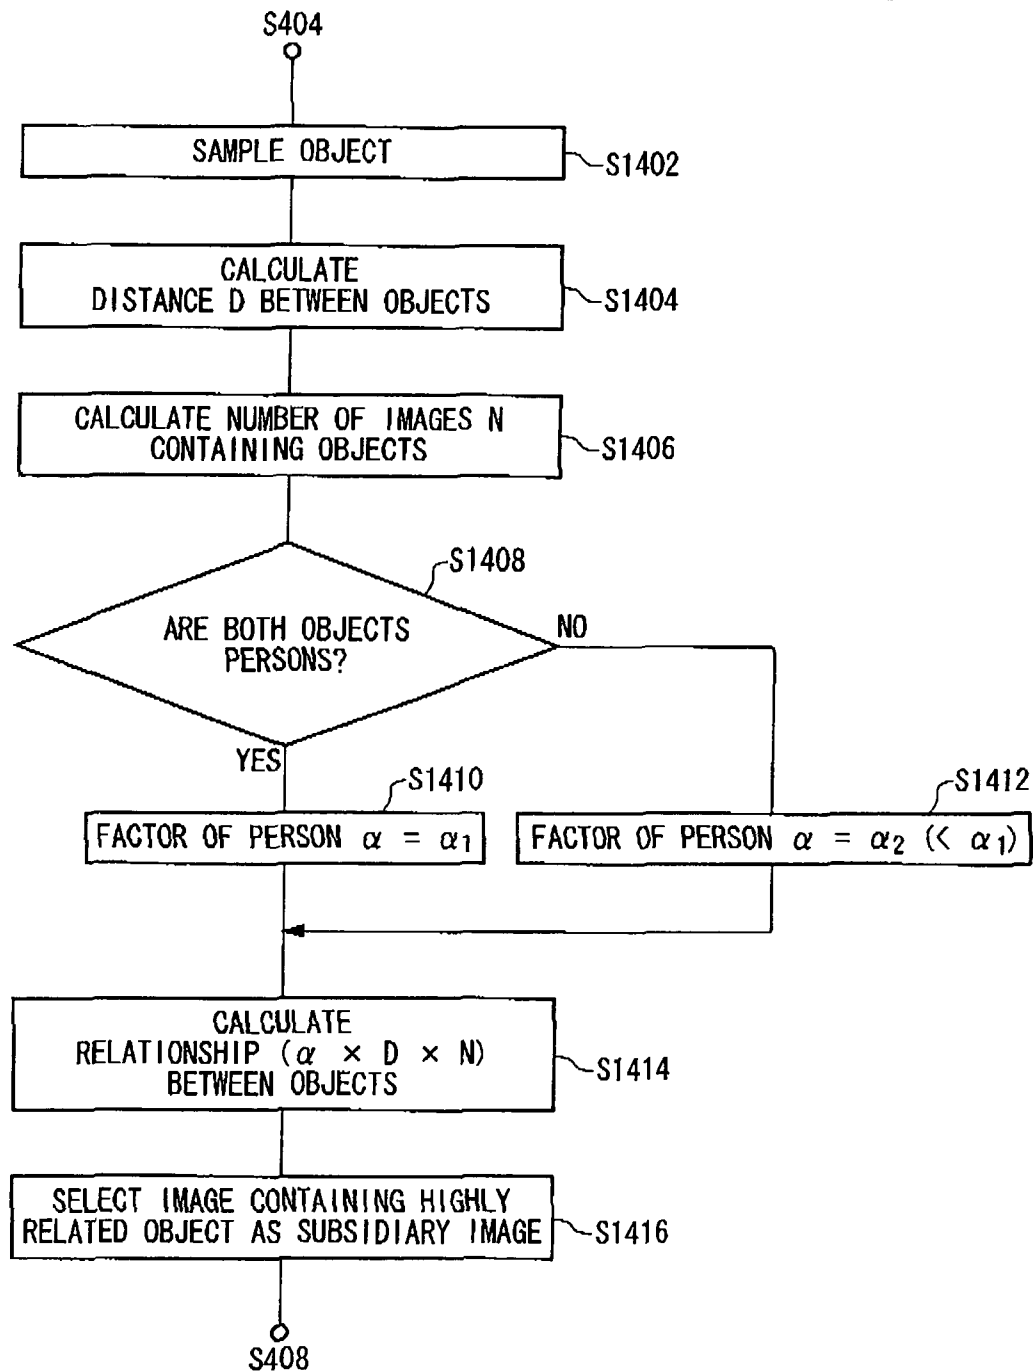 S404
SAMPLE OBJECT
S1402
CALCULATE
DISTANCE D BETWEEN OBJECTS
S1404
CALCULATE NUMBER OF IMAGES N
CONTAINING OBJECTS
S1406
S1408
ARE BOTH OBJECTS
PERSONS?
NO
YES
S1410
FACTOR OF PERSON α = α1
S1412
FACTOR OF PERSON α = α2 (< α1)
CALCULATE
RELATIONSHIP (α × D × N)
BETWEEN OBJECTS
S1414
SELECT IMAGE CONTAINING HIGHLY
RELATED OBJECT AS SUBSIDIARY IMAGE
S1416
S408